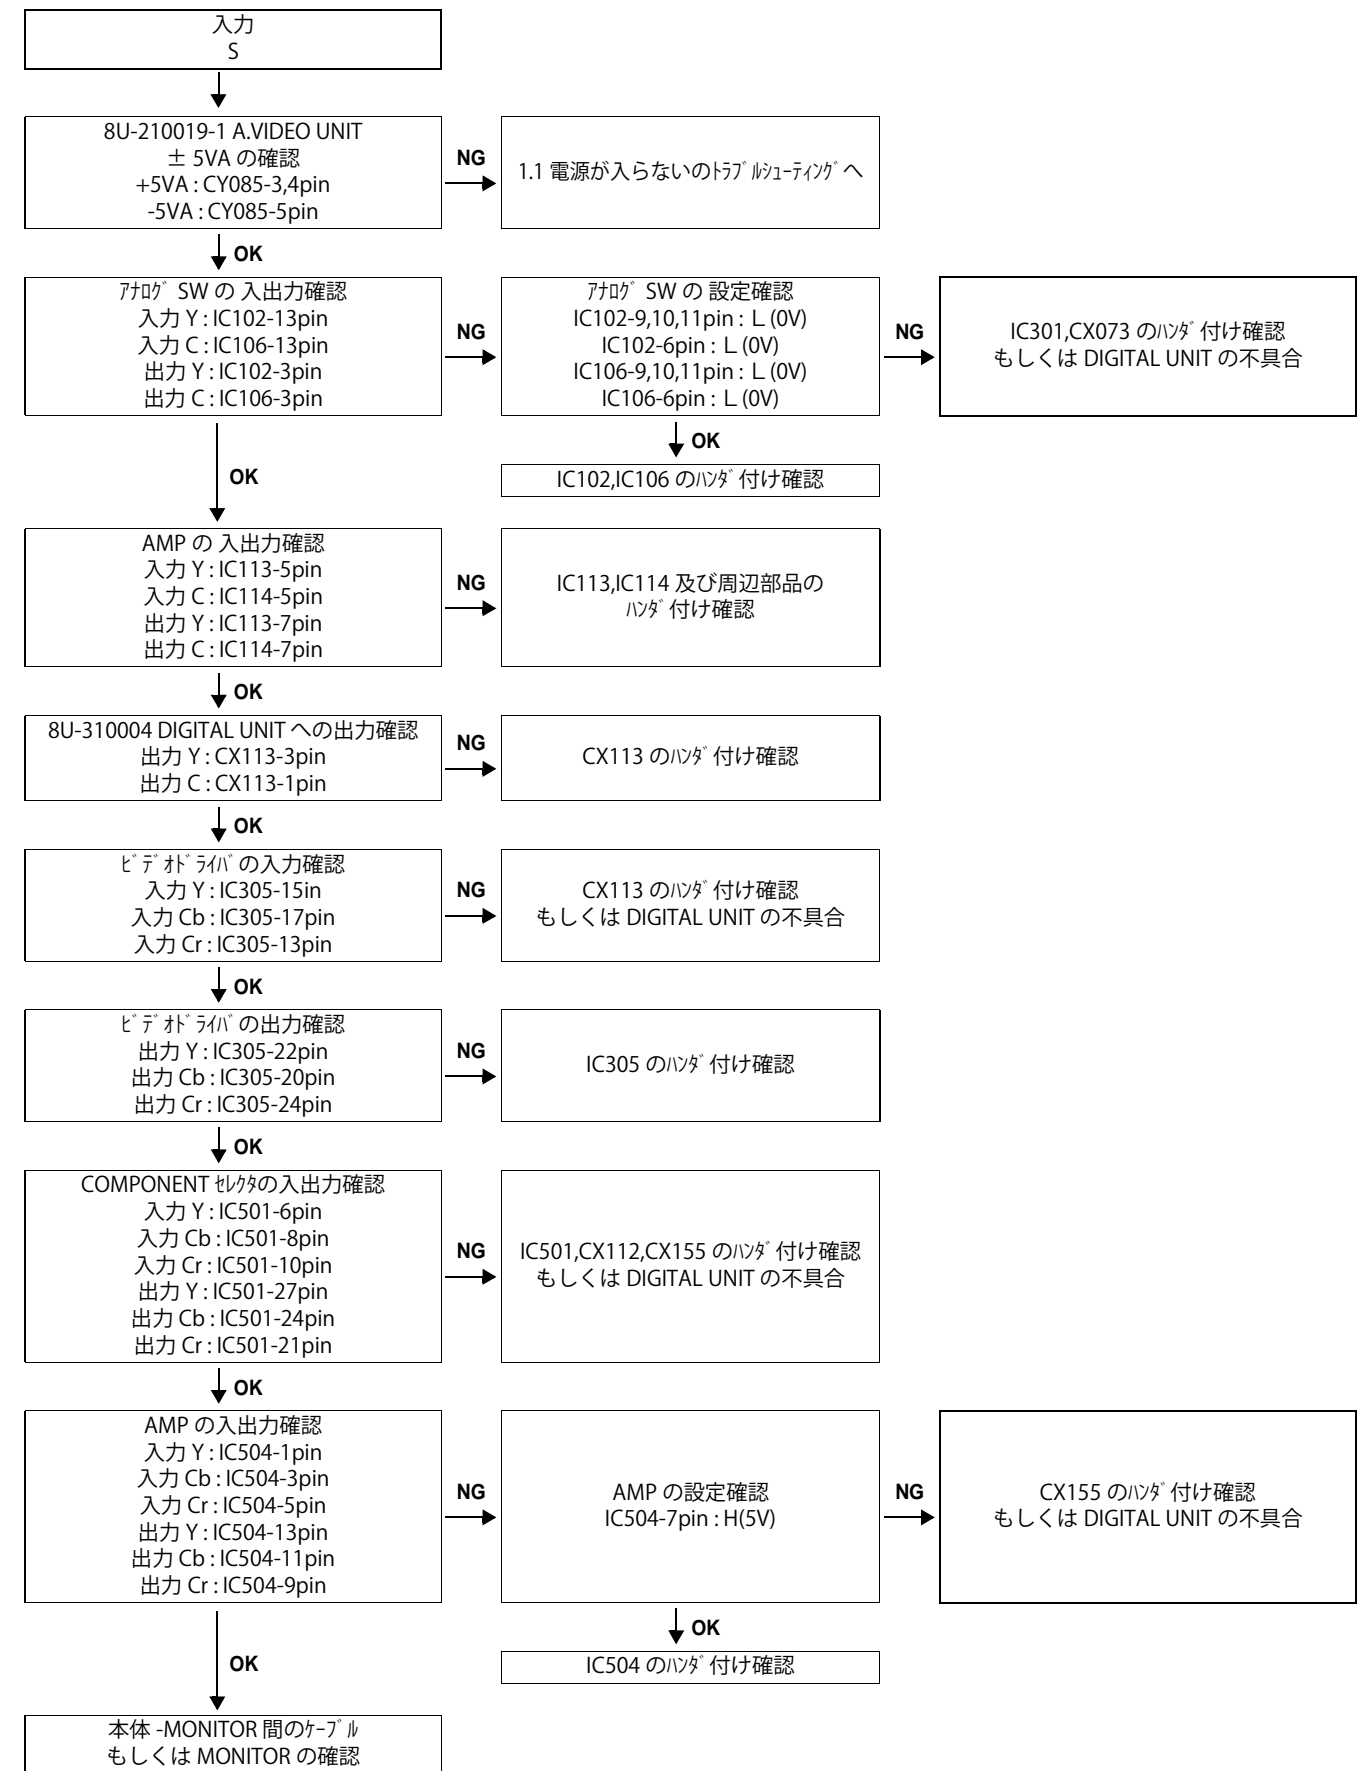 入力
S
8U-210019-1 A.VIDEO UNIT
± 5VA の確認
+5VA : CY085-3,4pin
-5VA : CY085-5pin
NG
1.1 電源が入らないのﾄﾗﾌﾞﾙｼｭｰﾃｨﾝｸﾞへ
OK
ｱﾅﾛｸﾞ SW の 入出力確認
入力 Y : IC102-13pin
入力 C : IC106-13pin
出力 Y : IC102-3pin
出力 C : IC106-3pin
NG
ｱﾅﾛｸﾞ SW の 設定確認
IC102-9,10,11pin : L (0V)
IC102-6pin : L (0V)
IC106-9,10,11pin : L (0V)
IC106-6pin : L (0V)
NG
IC301,CX073 のﾊﾝﾀﾞ付け確認
もしくは DIGITAL UNIT の不具合
OK
IC102,IC106 のﾊﾝﾀﾞ付け確認
OK
AMP の 入出力確認
入力 Y : IC113-5pin
入力 C : IC114-5pin
出力 Y : IC113-7pin
出力 C : IC114-7pin
NG
IC113,IC114 及び周辺部品の
ﾊﾝﾀﾞ付け確認
OK
8U-310004 DIGITAL UNIT への出力確認
出力 Y : CX113-3pin
出力 C : CX113-1pin
NG
CX113 のﾊﾝﾀﾞ付け確認
OK
ﾋﾞﾃﾞｵﾄﾞﾗｲﾊﾞの入力確認
入力 Y : IC305-15in
入力 Cb : IC305-17pin
入力 Cr : IC305-13pin
NG
CX113 のﾊﾝﾀﾞ付け確認
もしくは DIGITAL UNIT の不具合
OK
ﾋﾞﾃﾞｵﾄﾞﾗｲﾊﾞの出力確認
出力 Y : IC305-22pin
出力 Cb : IC305-20pin
出力 Cr : IC305-24pin
NG
IC305 のﾊﾝﾀﾞ付け確認
OK
COMPONENT ｾﾚｸﾀの入出力確認
入力 Y : IC501-6pin
入力 Cb : IC501-8pin
入力 Cr : IC501-10pin
出力 Y : IC501-27pin
出力 Cb : IC501-24pin
出力 Cr : IC501-21pin
NG
IC501,CX112,CX155 のﾊﾝﾀﾞ付け確認
もしくは DIGITAL UNIT の不具合
OK
AMP の入出力確認
入力 Y : IC504-1pin
入力 Cb : IC504-3pin
入力 Cr : IC504-5pin
出力 Y : IC504-13pin
出力 Cb : IC504-11pin
出力 Cr : IC504-9pin
NG
AMP の設定確認
IC504-7pin : H(5V)
NG
CX155 のﾊﾝﾀﾞ付け確認
もしくは DIGITAL UNIT の不具合
OK
IC504 のﾊﾝﾀﾞ付け確認
OK
本体 -MONITOR 間のｹｰﾌﾞﾙ
もしくは MONITOR の確認